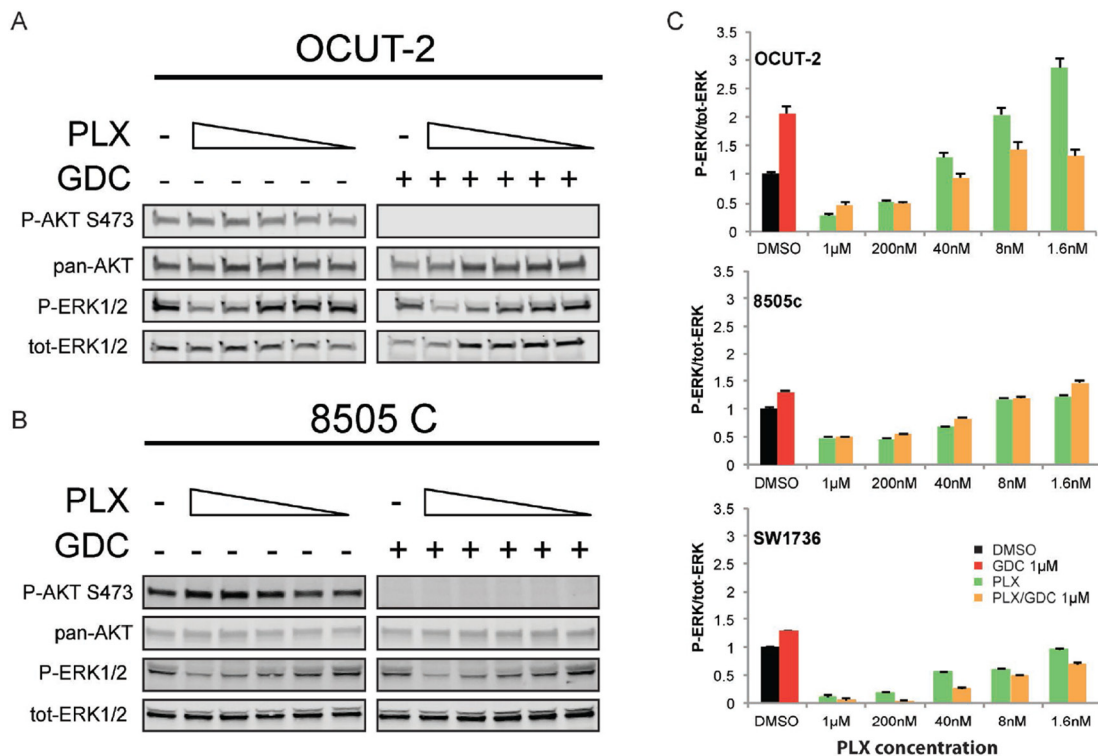 A
OCUT-2
PLX - -
GDC - - - - - - + + + + + +
P-AKT S473
pan-AKT
P-ERK1/2
tot-ERK1/2
B
8505 C
PLX - -
GDC - - - - - - + + + + + +
P-AKT S473
pan-AKT
P-ERK1/2
tot-ERK1/2
C
OCUT-2
P-ERK/tot-ERK
3.5
3
2.5
2
1.5
1
0.5
0
DMSO 1µM 200nM 40nM 8nM 1.6nM
8505c
P-ERK/tot-ERK
3
2.5
2
1.5
1
0.5
0
DMSO 1µM 200nM 40nM 8nM 1.6nM
SW1736
P-ERK/tot-ERK
3
2.5
2
1.5
1
0.5
0
DMSO
GDC 1µM
PLX
PLX/GDC 1µM
DMSO 1µM 200nM 40nM 8nM 1.6nM
PLX concentration